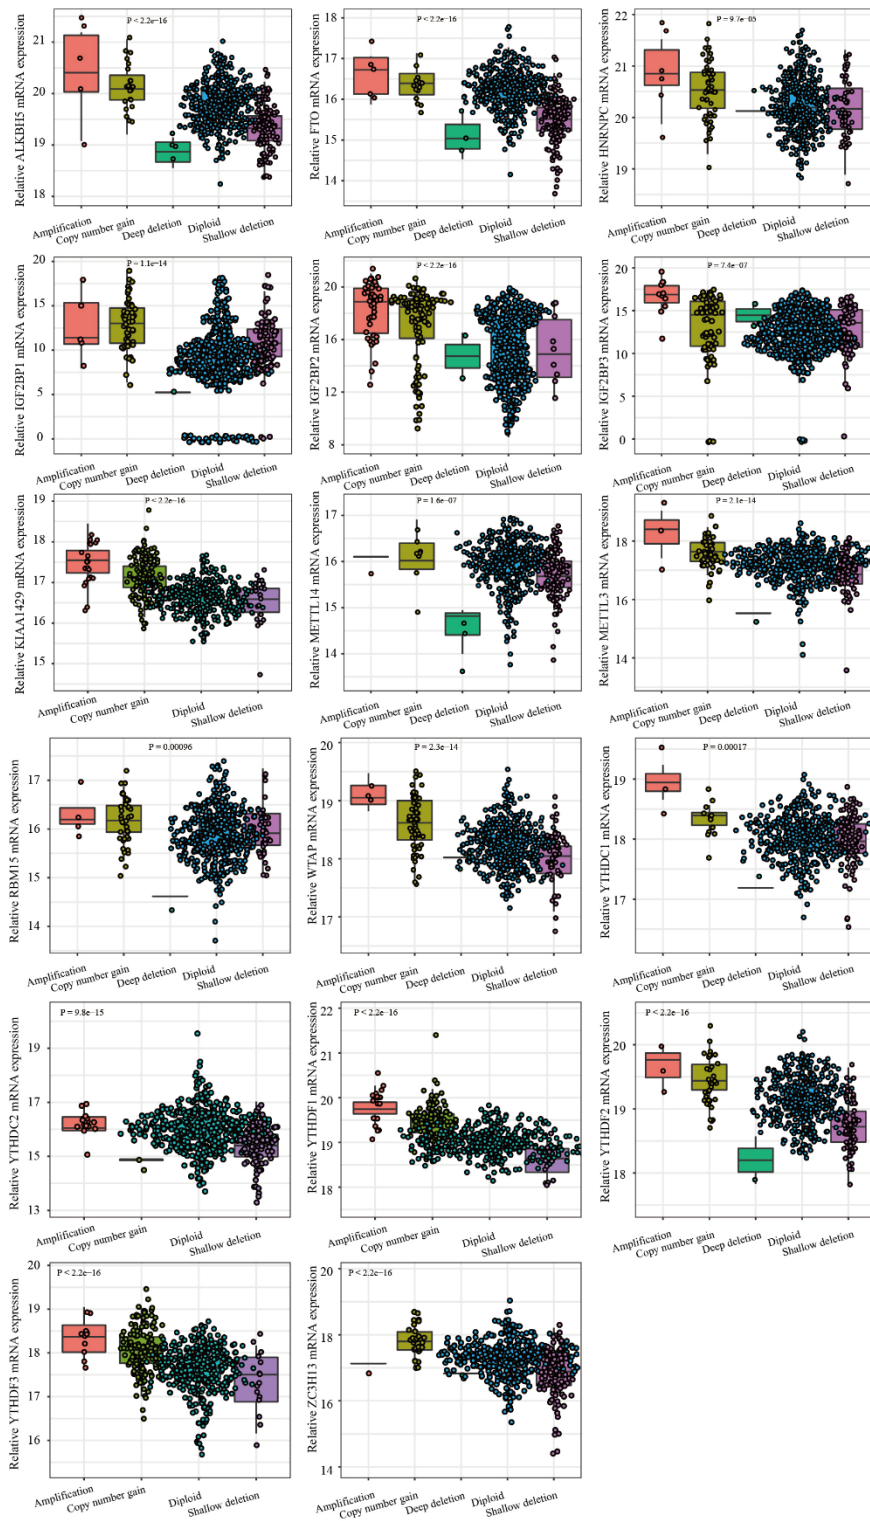 Relative ALKBH5 mRNA expression
P < 2.2e−16
21
20
19
18
Amplification
Copy number gain
Deep deletion
Diploid
Shallow deletion
Relative FTO mRNA expression
P < 2.2e−16
18
17
16
15
14
13
Amplification
Copy number gain
Deep deletion
Diploid
Shallow deletion
Relative HNRNPC mRNA expression
P = 9.7e−05
22
21
20
19
Amplification
Copy number gain
Deep deletion
Diploid
Shallow deletion
Relative IGF2BP1 mRNA expression
P = 1.1e−14
20
15
10
5
0
Amplification
Copy number gain
Deep deletion
Diploid
Shallow deletion
Relative IGF2BP2 mRNA expression
P < 2.2e−16
20
16
12
8
Amplification
Copy number gain
Deep deletion
Diploid
Shallow deletion
Relative IGF2BP3 mRNA expression
P = 7.4e−07
20
15
10
5
0
Amplification
Copy number gain
Deep deletion
Diploid
Shallow deletion
Relative KIAA1429 mRNA expression
P < 2.2e−16
19
18
17
16
15
Amplification
Copy number gain
Diploid
Shallow deletion
Relative METTL14 mRNA expression
P = 1.6e−07
17
16
15
14
Amplification
Copy number gain
Deep deletion
Diploid
Shallow deletion
Relative METTL3 mRNA expression
P = 2.1e−14
18
17
16
14
Amplification
Copy number gain
Deep deletion
Diploid
Shallow deletion
Relative RBM15 mRNA expression
P = 0.00096
17
16
15
14
Amplification
Copy number gain
Deep deletion
Diploid
Shallow deletion
Relative WTAP mRNA expression
P = 2.3e−14
20
19
18
17
Amplification
Copy number gain
Deep deletion
Diploid
Shallow deletion
Relative YTHDC1 mRNA expression
P = 0.00017
19
18
17
Amplification
Copy number gain
Deep deletion
Diploid
Shallow deletion
Relative YTHDC2 mRNA expression
P = 9.8e−15
19
17
16
15
13
Amplification
Copy number gain
Diploid
Shallow deletion
Relative YTHDF1 mRNA expression
P < 2.2e−16
22
21
20
19
18
Amplification
Copy number gain
Diploid
Shallow deletion
Relative YTHDF2 mRNA expression
P < 2.2e−16
20
19
18
Amplification
Copy number gain
Deep deletion
Diploid
Shallow deletion
Relative YTHDF3 mRNA expression
P < 2.2e−16
20
19
18
17
16
15
Amplification
Copy number gain
Diploid
Shallow deletion
Relative ZC3H13 mRNA expression
P < 2.2e−16
20
18
17
16
14
Amplification
Copy number gain
Deep deletion
Diploid
Shallow deletion